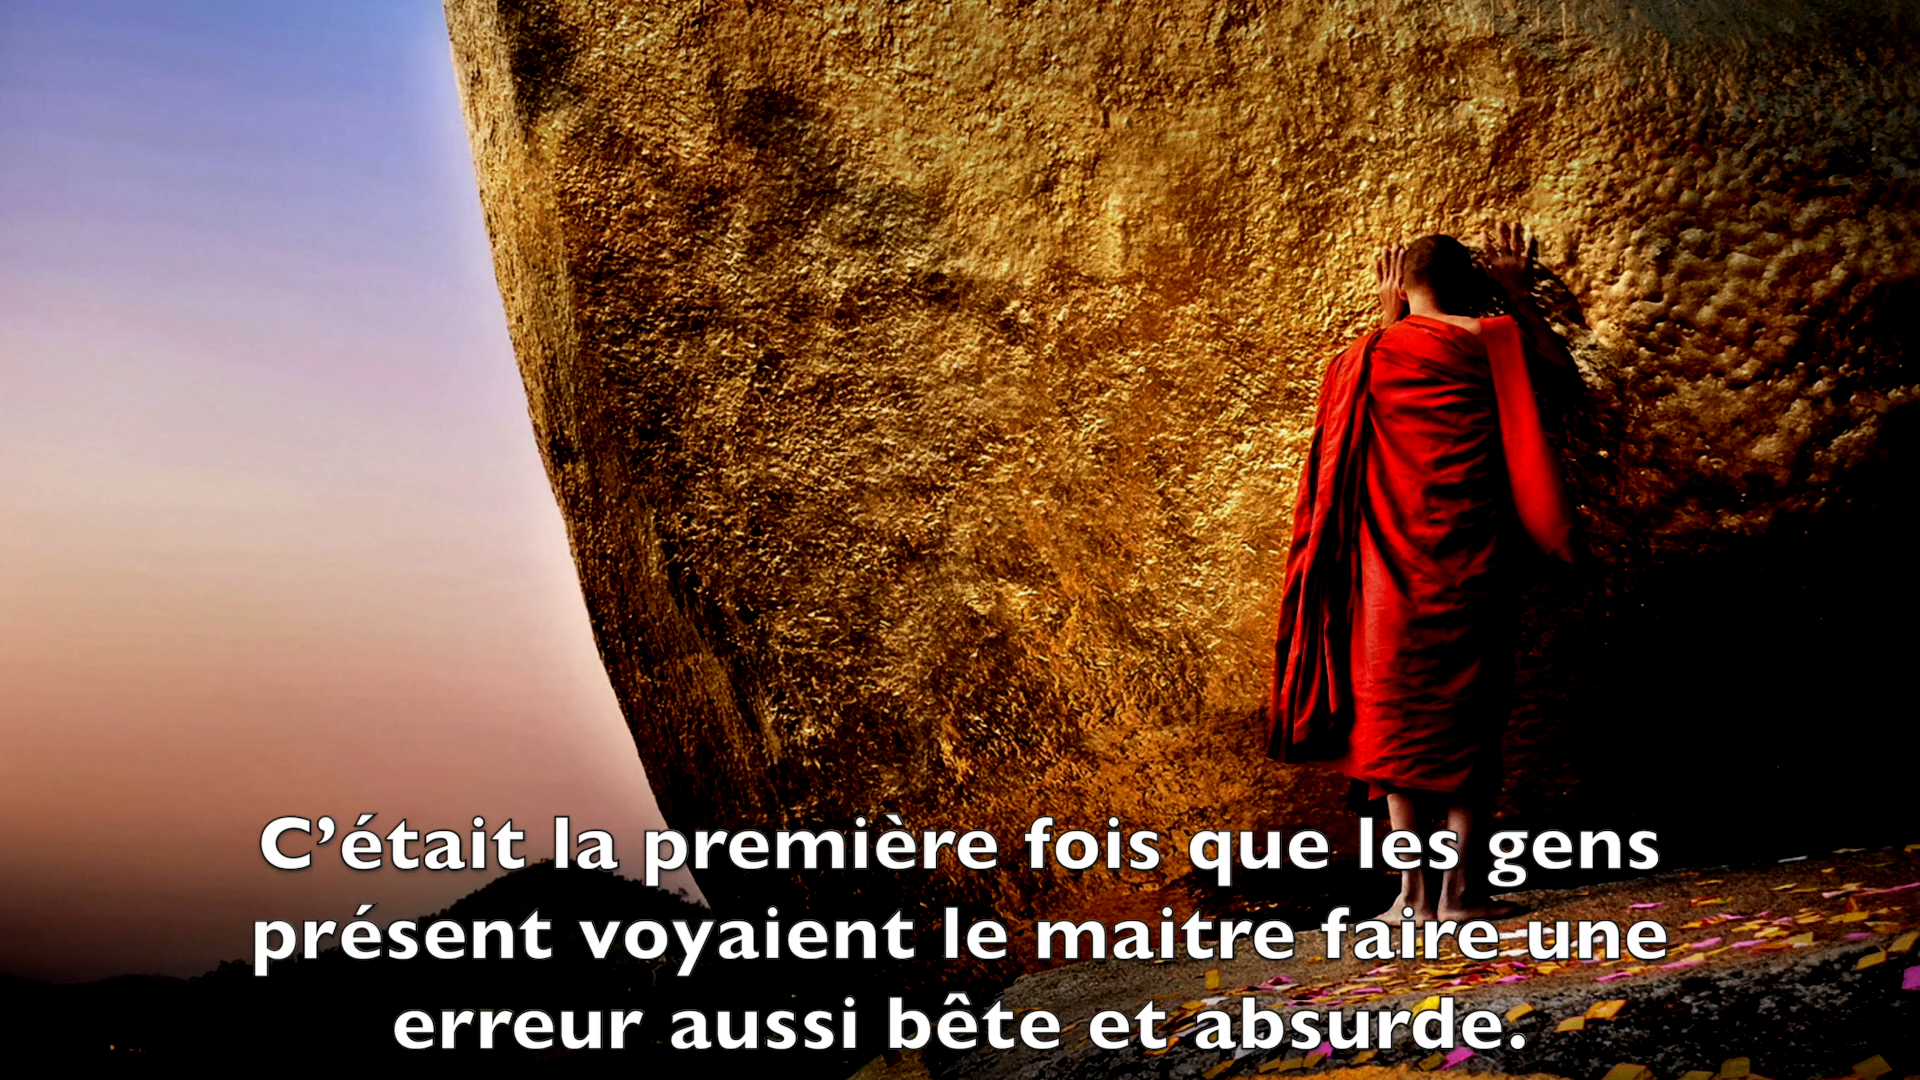 C’était la première fois que les gens
présent voyaient le maitre faire une
erreur aussi bête et absurde.